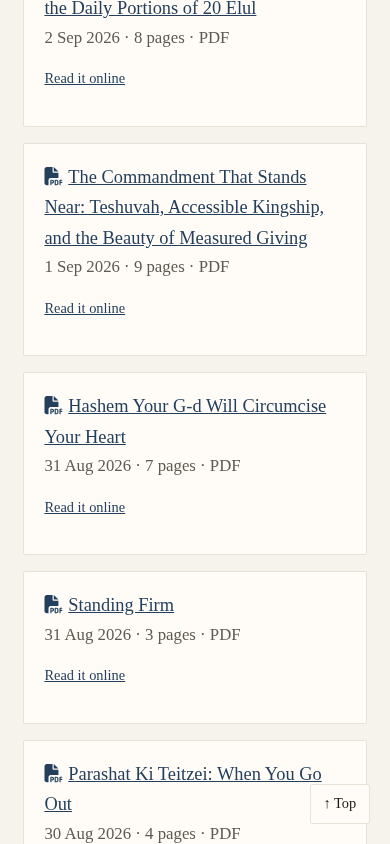 the Daily Portions of 20 Elul
2 Sep 2026 · 8 pages · PDF
Read it online
The Commandment That Stands
Near: Teshuvah, Accessible Kingship,
and the Beauty of Measured Giving
1 Sep 2026 · 9 pages · PDF
Read it online
Hashem Your G-d Will Circumcise
Your Heart
31 Aug 2026 · 7 pages · PDF
Read it online
Standing Firm
31 Aug 2026 · 3 pages · PDF
Read it online
Parashat Ki Teitzei: When You Go
Out
↑ Top
30 Aug 2026 · 4 pages · PDF